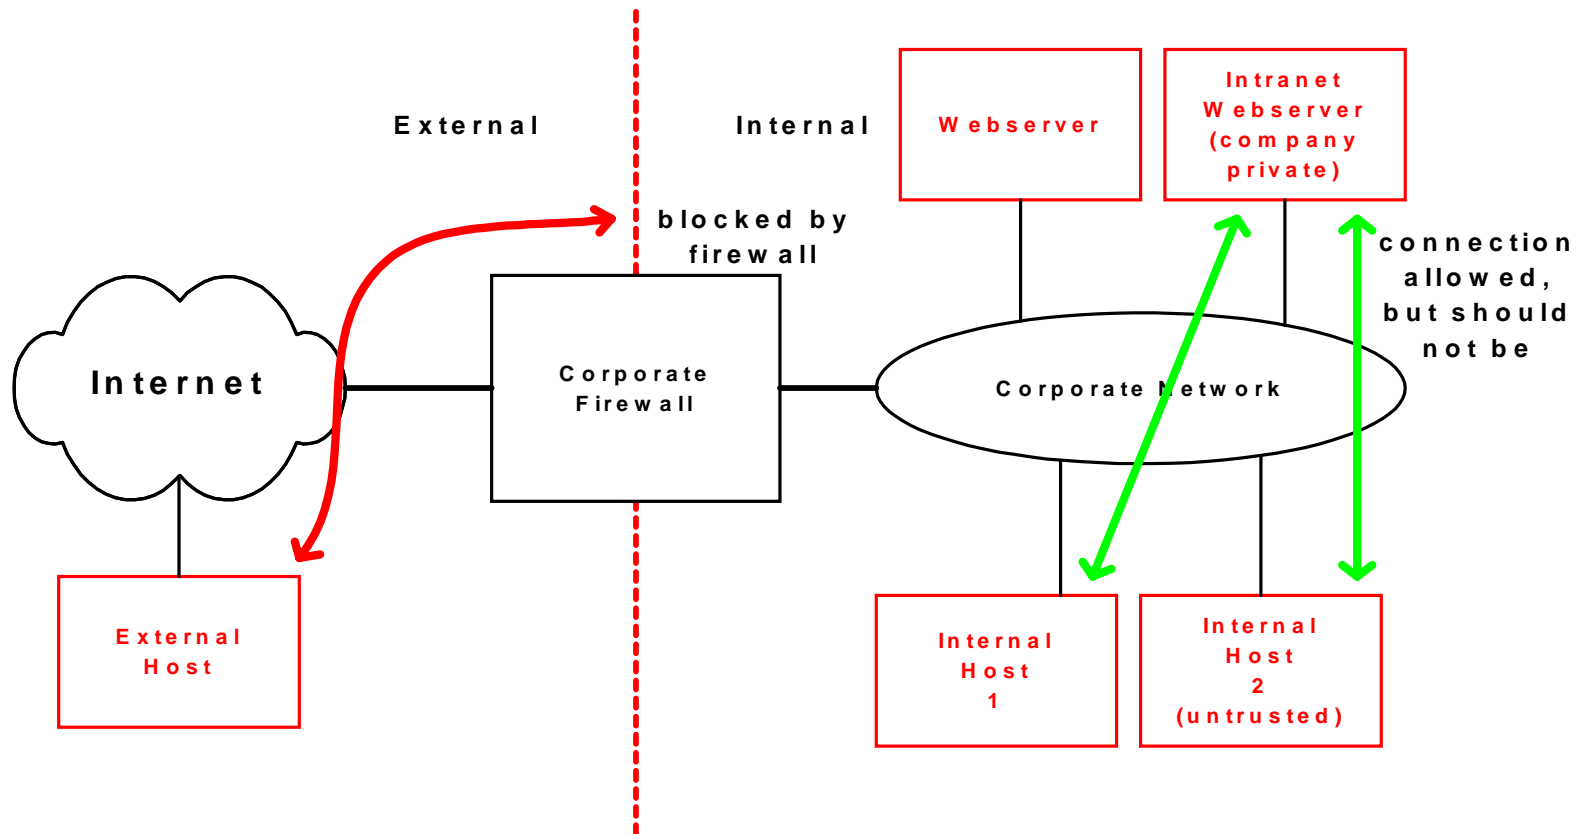 External
Internal
Webserver
Intranet
Webserver
(company
private)
blocked by
firewall
connection
allowed,
but should
not be
Internet
Corporate
Firewall
Corporate Network
External
Host
Internal
Host
1
Internal
Host
2
(untrusted)